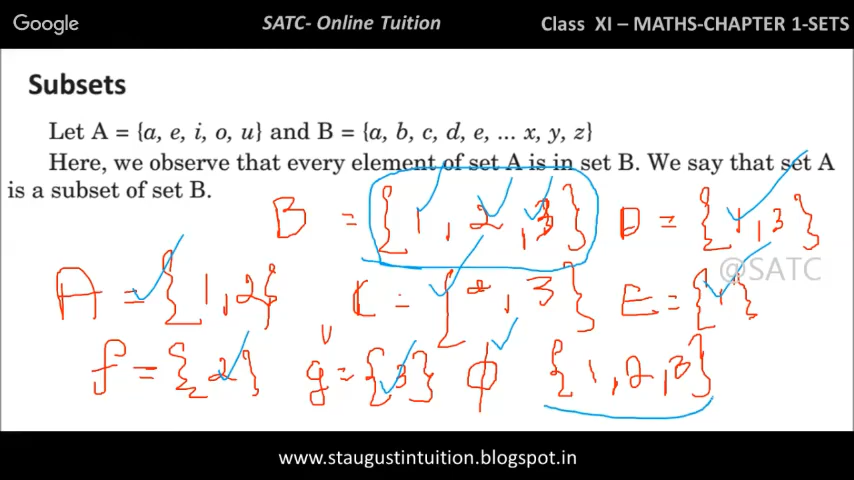 Google SATC- Online Tuition Class XI – MATHS-CHAPTER 1-SETS
Subsets
Let A = {a, e, i, o, u} and B = {a, b, c, d, e, ... x, y, z}
Here, we observe that every element of set A is in set B. We say that set A
is a subset of set B.
B = {1, 2, 3} D = {1, 3}
@SATC
A = {1, 2} C = {2, 3} E = {1}
f = {2} g = {3} ϕ {1, 2, 3}
www.staugustintuition.blogspot.in